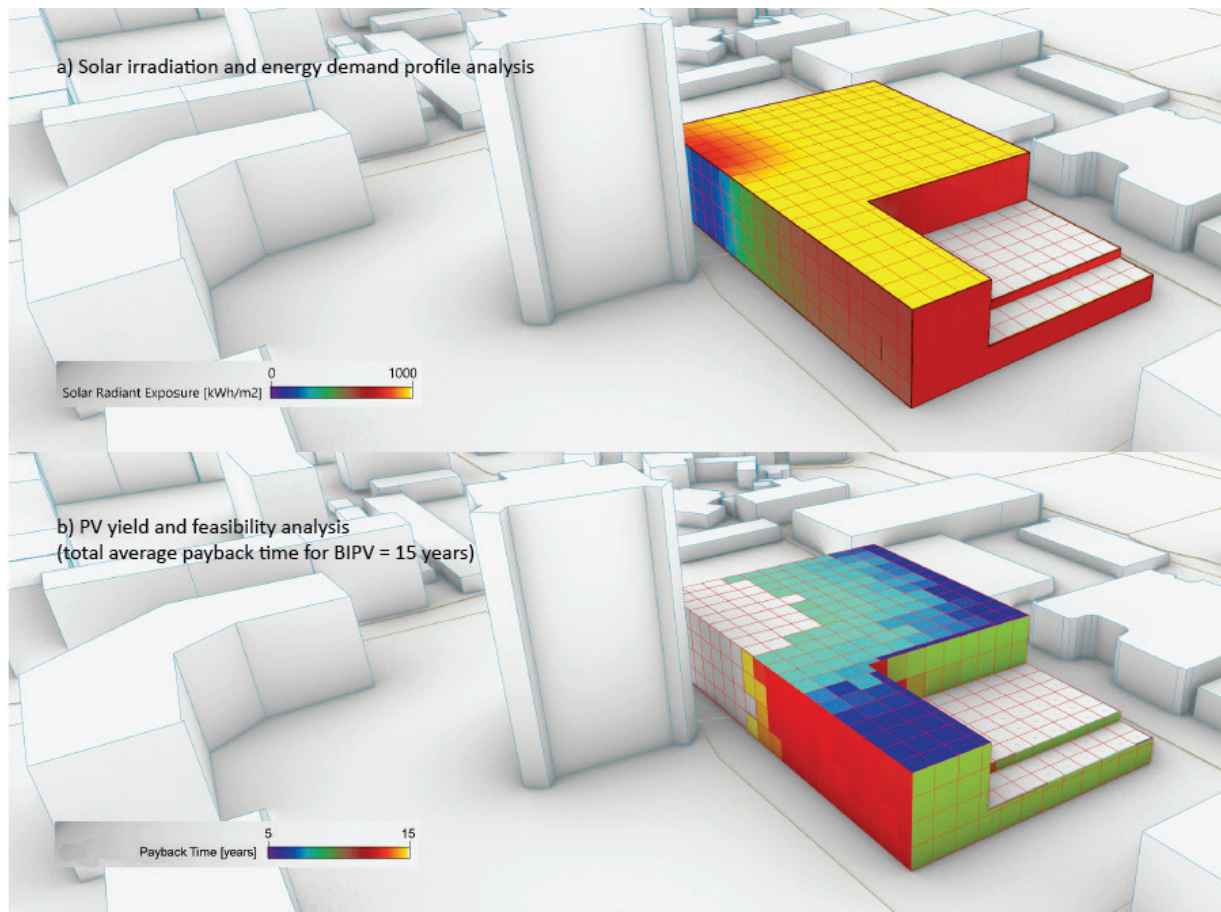 a) Solar irradiation and energy demand profile analysis
0 1000
Solar Radiant Exposure [kWh/m2]
b) PV yield and feasibility analysis
(total average payback time for BIPV = 15 years)
5 15
Payback Time [years]